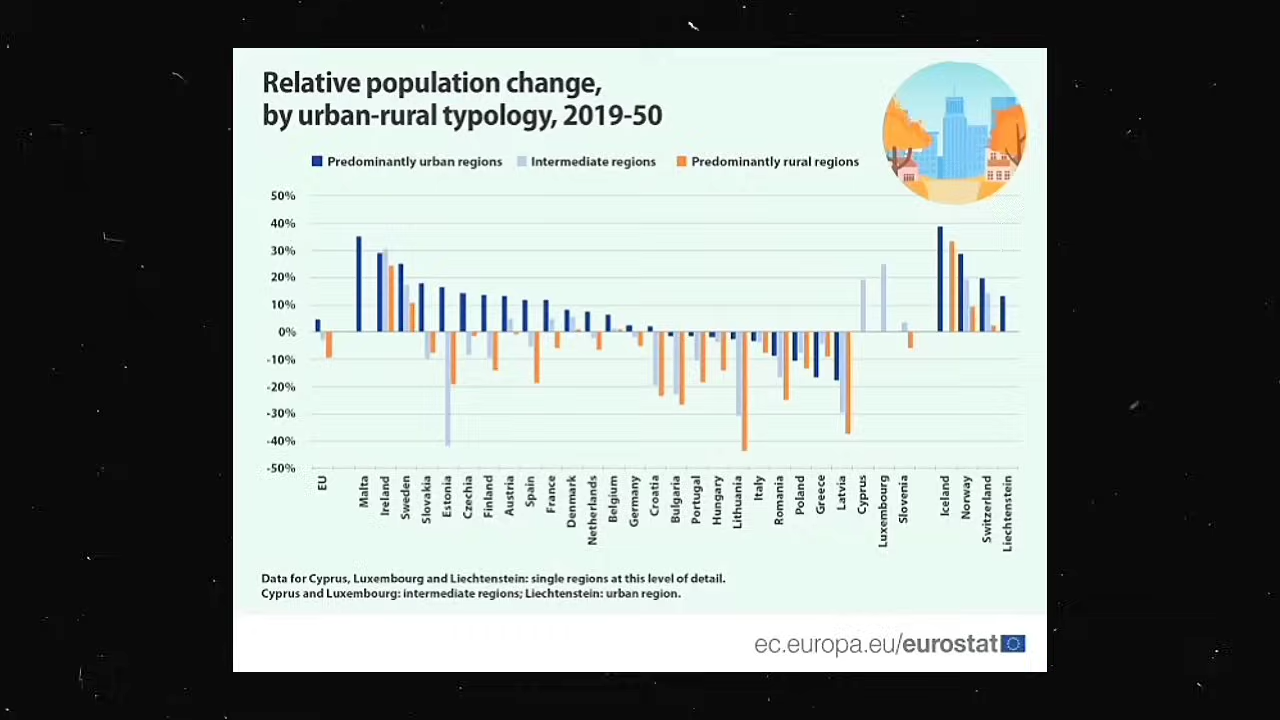 Relative population change,
by urban-rural typology, 2019-50
Predominantly urban regions Intermediate regions Predominantly rural regions
50%
40%
30%
20%
10%
0%
-10%
-20%
-30%
-40%
-50%
EU
Malta
Ireland
Sweden
Slovakia
Estonia
Czechia
Finland
Austria
Spain
France
Denmark
Netherlands
Belgium
Germany
Croatia
Bulgaria
Portugal
Hungary
Lithuania
Italy
Romania
Poland
Greece
Latvia
Cyprus
Luxembourg
Slovenia
Iceland
Norway
Switzerland
Liechtenstein
Data for Cyprus, Luxembourg and Liechtenstein: single regions at this level of detail.
Cyprus and Luxembourg: intermediate regions; Liechtenstein: urban region.
ec.europa.eu/eurostat